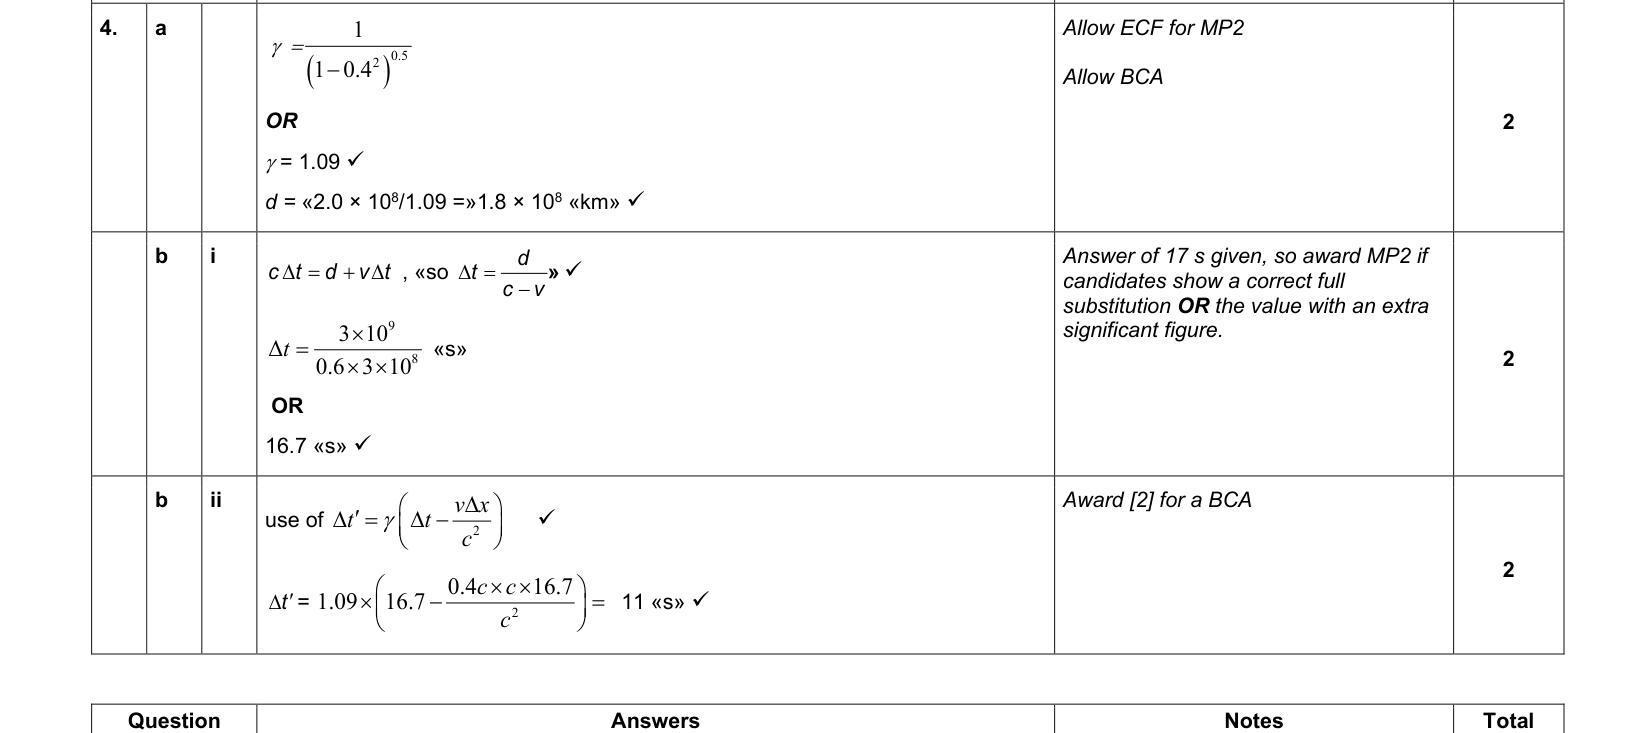 4. a γ = 1 / (1 – 0.4²)^0.5 Allow ECF for MP2
Allow BCA
OR 2
γ = 1.09 ✓
d = «2.0 × 10⁸/1.09 =»1.8 × 10⁸ «km» ✓
b i cΔt = d + vΔt , «so Δt = d / (c – v)» ✓ Answer of 17 s given, so award MP2 if
candidates show a correct full
substitution OR the value with an extra
significant figure.
Δt = 3×10⁹ / (0.6×3×10⁸) «s» 2
OR
16.7 «s» ✓
b ii use of Δt′ = γ(Δt – vΔx / c²) ✓ Award [2] for a BCA
2
Δt′ = 1.09×(16.7 – 0.4c×c×16.7 / c²) = 11 «s» ✓
Question Answers Notes Total